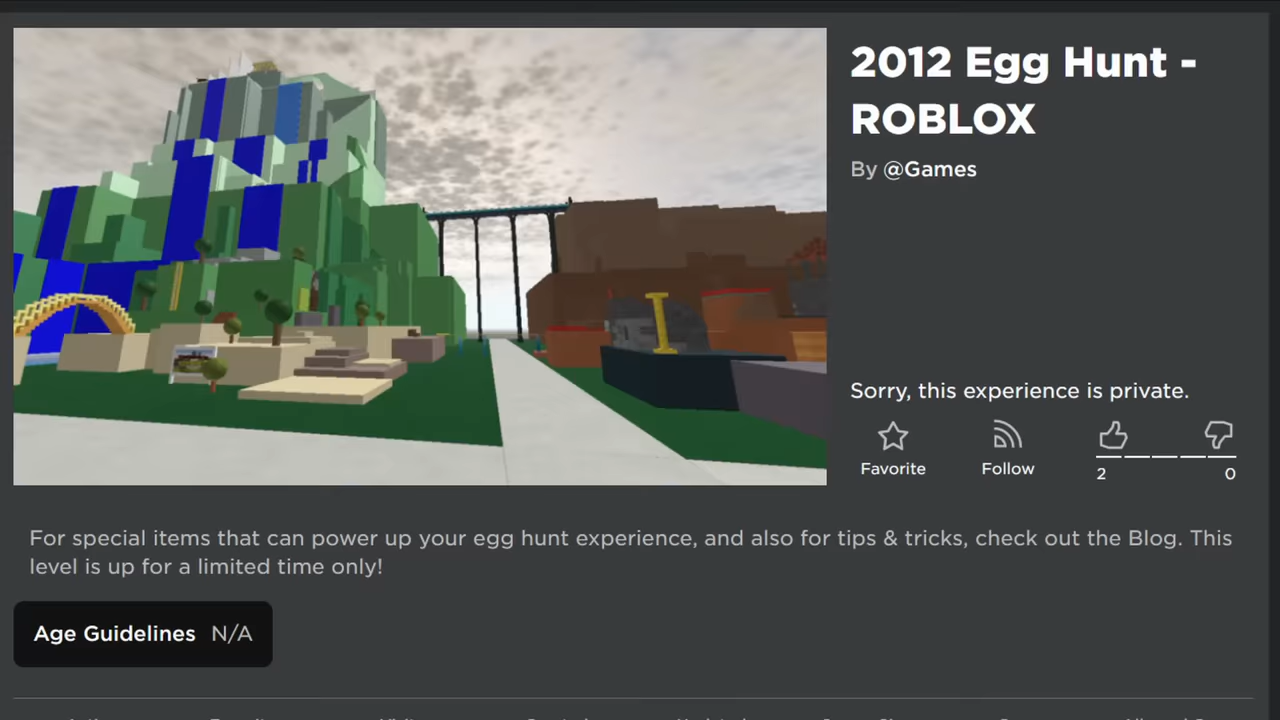 2012 Egg Hunt -
ROBLOX
By @Games
Sorry, this experience is private.
Favorite
Follow
2
0
For special items that can power up your egg hunt experience, and also for tips & tricks, check out the Blog. This
level is up for a limited time only!
Age Guidelines N/A